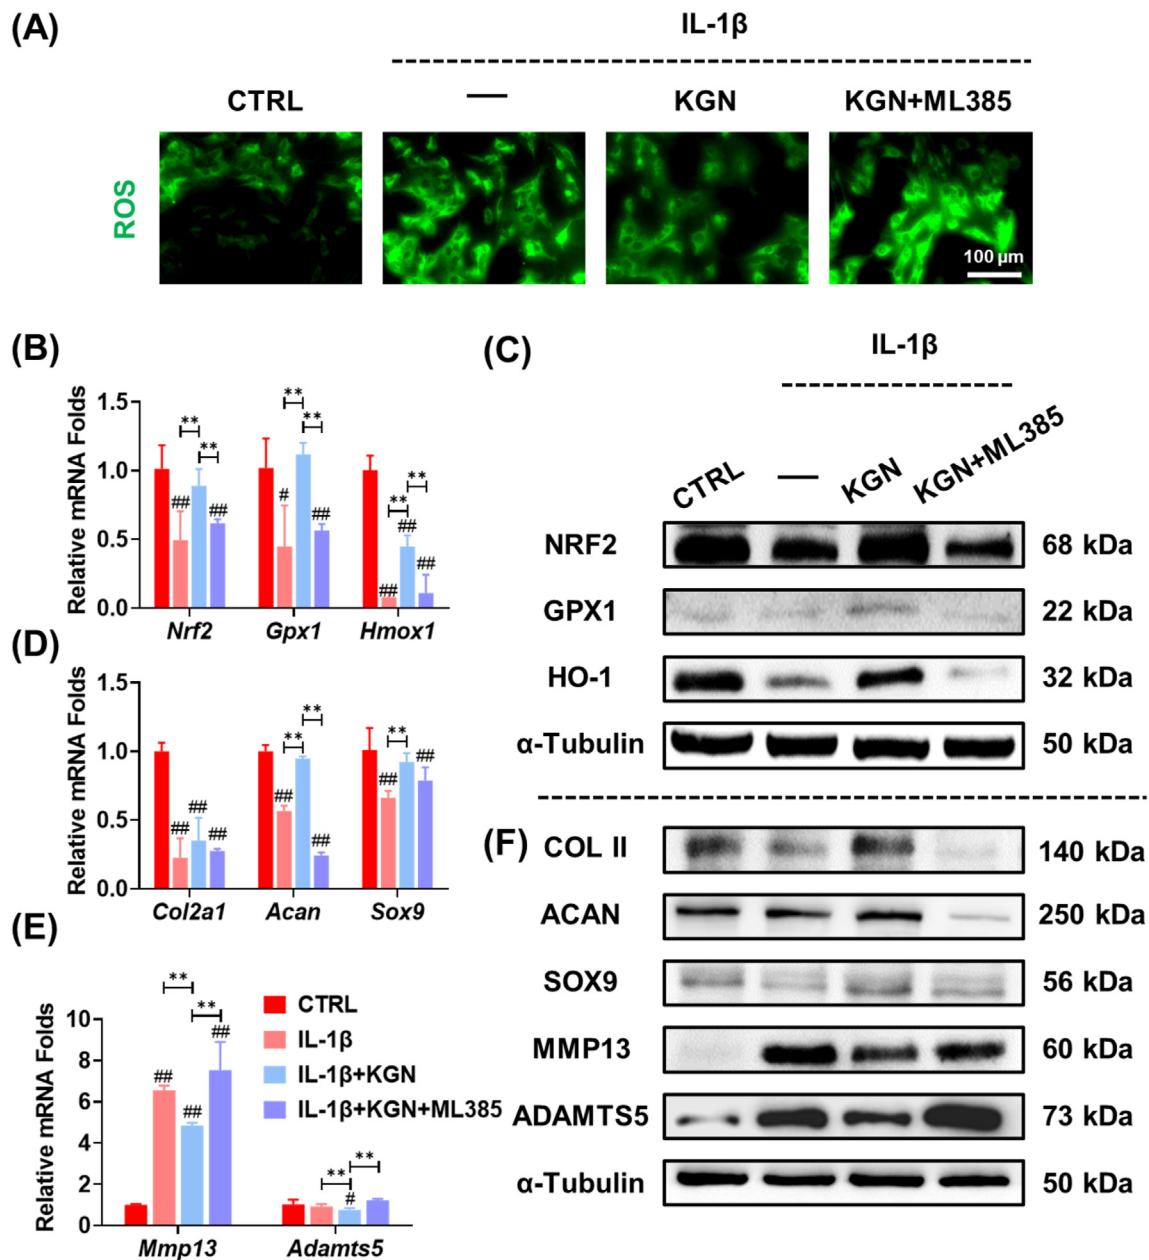 (A)
IL-1β
CTRL
—
KGN
KGN+ML385
ROS
100 μm
(B)
Relative mRNA Folds
1.5
1.0
0.5
0.0
**
**
**
**
**
**
##
##
#
##
##
##
##
Nrf2
Gpx1
Hmox1
(C)
IL-1β
CTRL
—
KGN
KGN+ML385
NRF2
68 kDa
GPX1
22 kDa
HO-1
32 kDa
α-Tubulin
50 kDa
(D)
Relative mRNA Folds
1.5
1.0
0.5
0.0
**
**
**
##
##
##
##
##
##
##
Col2a1
Acan
Sox9
(E)
Relative mRNA Folds
10
8
6
4
2
0
**
**
**
**
##
##
##
#
Mmp13
Adamts5
CTRL
IL-1β
IL-1β+KGN
IL-1β+KGN+ML385
(F)
COL II
140 kDa
ACAN
250 kDa
SOX9
56 kDa
MMP13
60 kDa
ADAMTS5
73 kDa
α-Tubulin
50 kDa